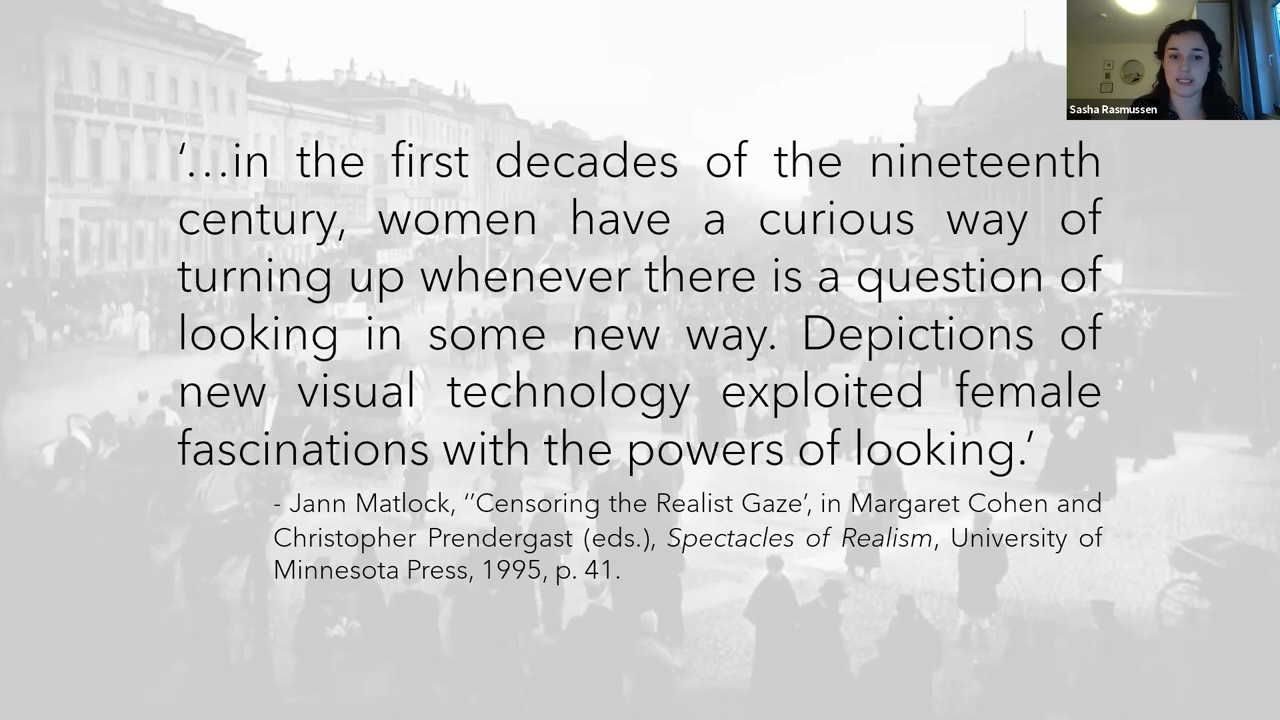 Sasha Rasmussen
‘…in the first decades of the nineteenth
century, women have a curious way of
turning up whenever there is a question of
looking in some new way. Depictions of
new visual technology exploited female
fascinations with the powers of looking.’
- Jann Matlock, ‘’Censoring the Realist Gaze’, in Margaret Cohen and
Christopher Prendergast (eds.), Spectacles of Realism, University of
Minnesota Press, 1995, p. 41.